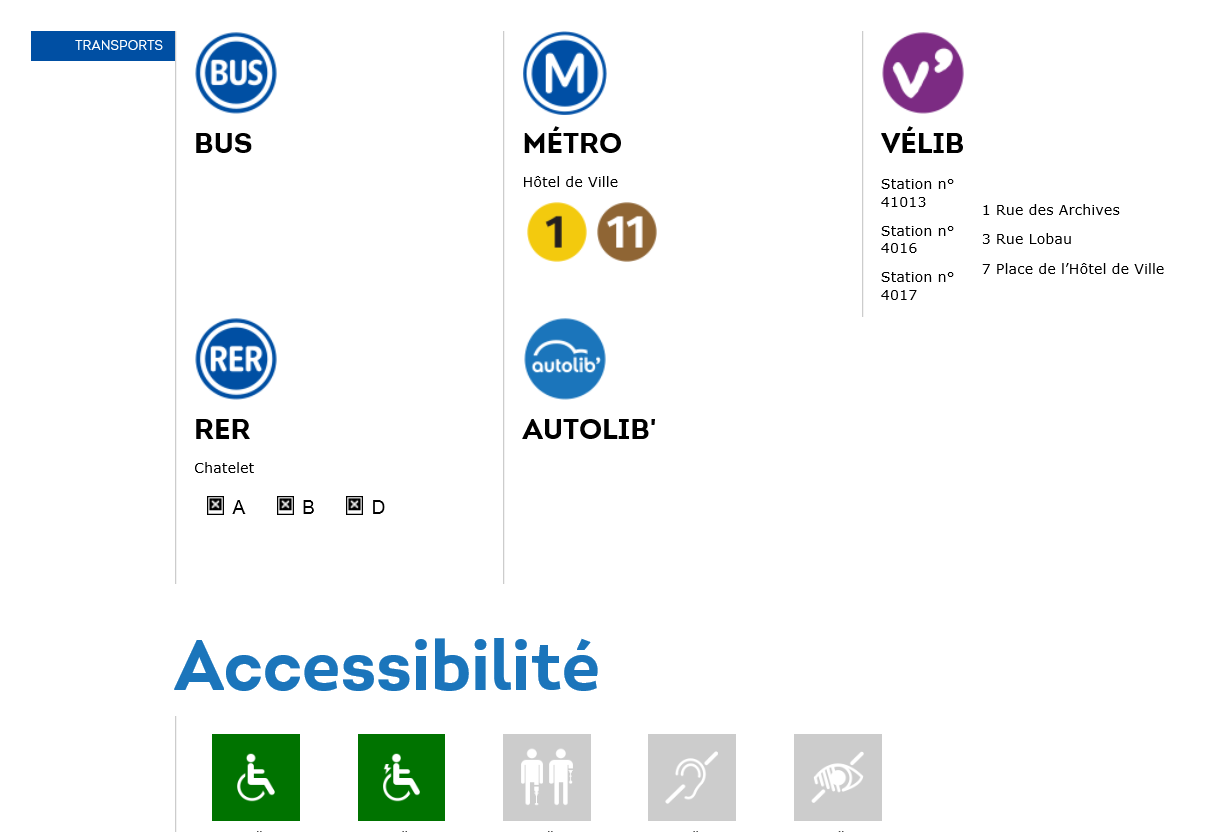 TRANSPORTS
BUS
BUS
M
MÉTRO
Hôtel de Ville
1 11
V'
VÉLIB
Station n°
41013
Station n°
4016
Station n°
4017
1 Rue des Archives
3 Rue Lobau
7 Place de l’Hôtel de Ville
RER
RER
Chatelet
A B D
autolib'
AUTOLIB'
Accessibilité